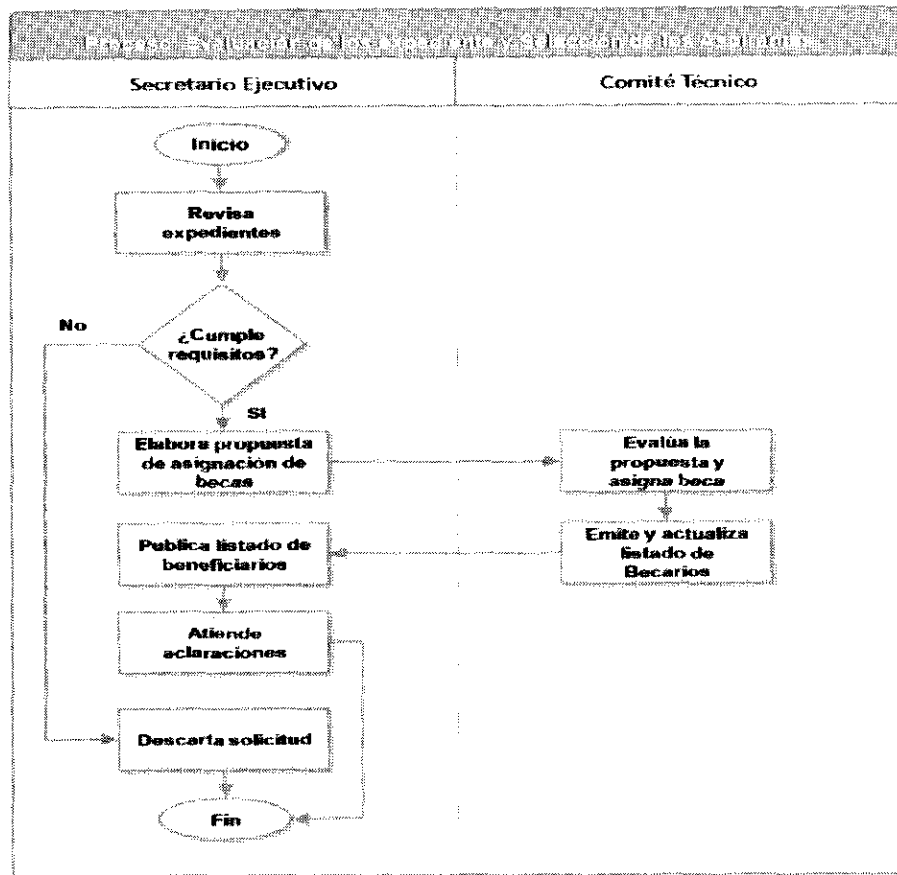 Secretario Ejecutivo
Comité Técnico
Inicio
Revisa
expedientes
No
¿Cumple
requisitos?
Si
Elabora propuesta
de asignación de
becas
Evalúa la
propuesta y
asigna beca
Publica listado de
beneficiarios
Emite y actualiza
listado de
Becarios
Atiende
aclaraciones
Descarta solicitud
Fin